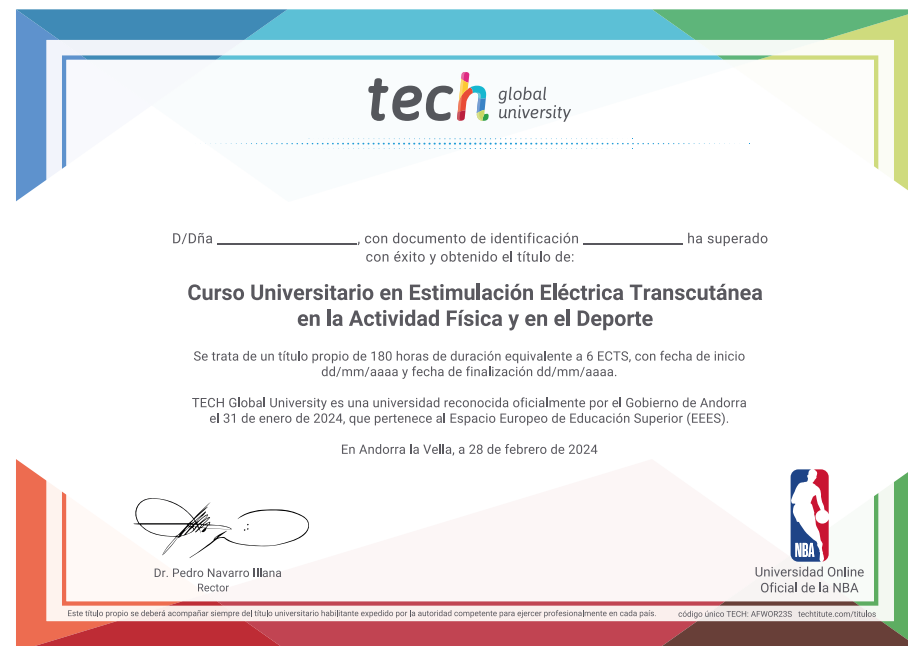 tech global university
D/Dña ____________________, con documento de identificación ______________ ha superado
con éxito y obtenido el título de:
Curso Universitario en Estimulación Eléctrica Transcutánea
en la Actividad Física y en el Deporte
Se trata de un título propio de 180 horas de duración equivalente a 6 ECTS, con fecha de inicio
dd/mm/aaaa y fecha de finalización dd/mm/aaaa.
TECH Global University es una universidad reconocida oficialmente por el Gobierno de Andorra
el 31 de enero de 2024, que pertenece al Espacio Europeo de Educación Superior (EEES).
En Andorra la Vella, a 28 de febrero de 2024
NBA
Dr. Pedro Navarro Illana
Rector
Universidad Online
Oficial de la NBA
Este título propio se deberá acompañar siempre del título universitario habilitante expedido por la autoridad competente para ejercer profesionalmente en cada país. código único TECH: AFWOR23S techtitute.com/titulos